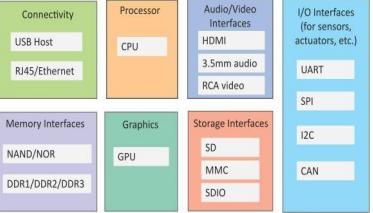 Connectivity
USB Host
RJ45/Ethernet
Processor
CPU
Audio/Video
Interfaces
HDMI
3.5mm audio
RCA video
I/O Interfaces
(for sensors,
actuators, etc.)
UART
SPI
I2C
CAN
Memory Interfaces
NAND/NOR
DDR1/DDR2/DDR3
Graphics
GPU
Storage Interfaces
SD
MMC
SDIO